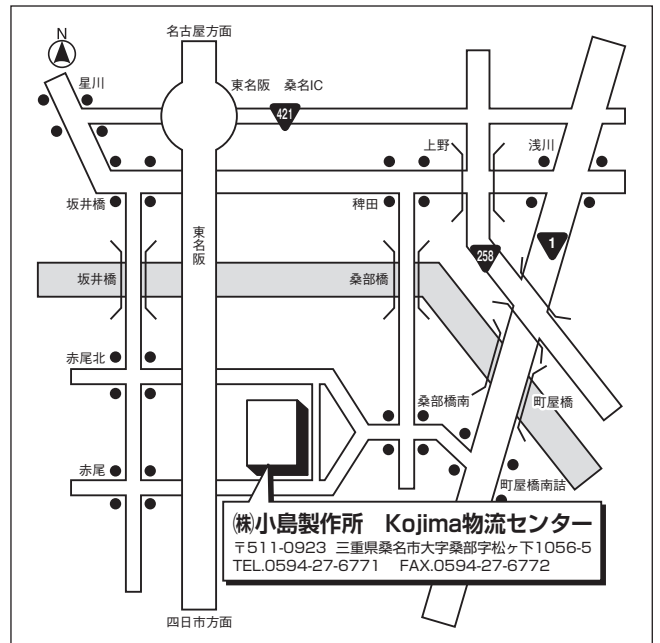 N
名古屋方面
星川
東名阪 桑名IC
421
上野
浅川
坂井橋
稗田
東名阪
258
1
坂井橋
桑部橋
赤尾北
桑部橋南
町屋橋
赤尾
町屋橋南詰
㈱小島製作所 Kojima物流センター
〒511-0923 三重県桑名市大字桑部字松ヶ下1056-5
TEL.0594-27-6771 FAX.0594-27-6772
四日市方面